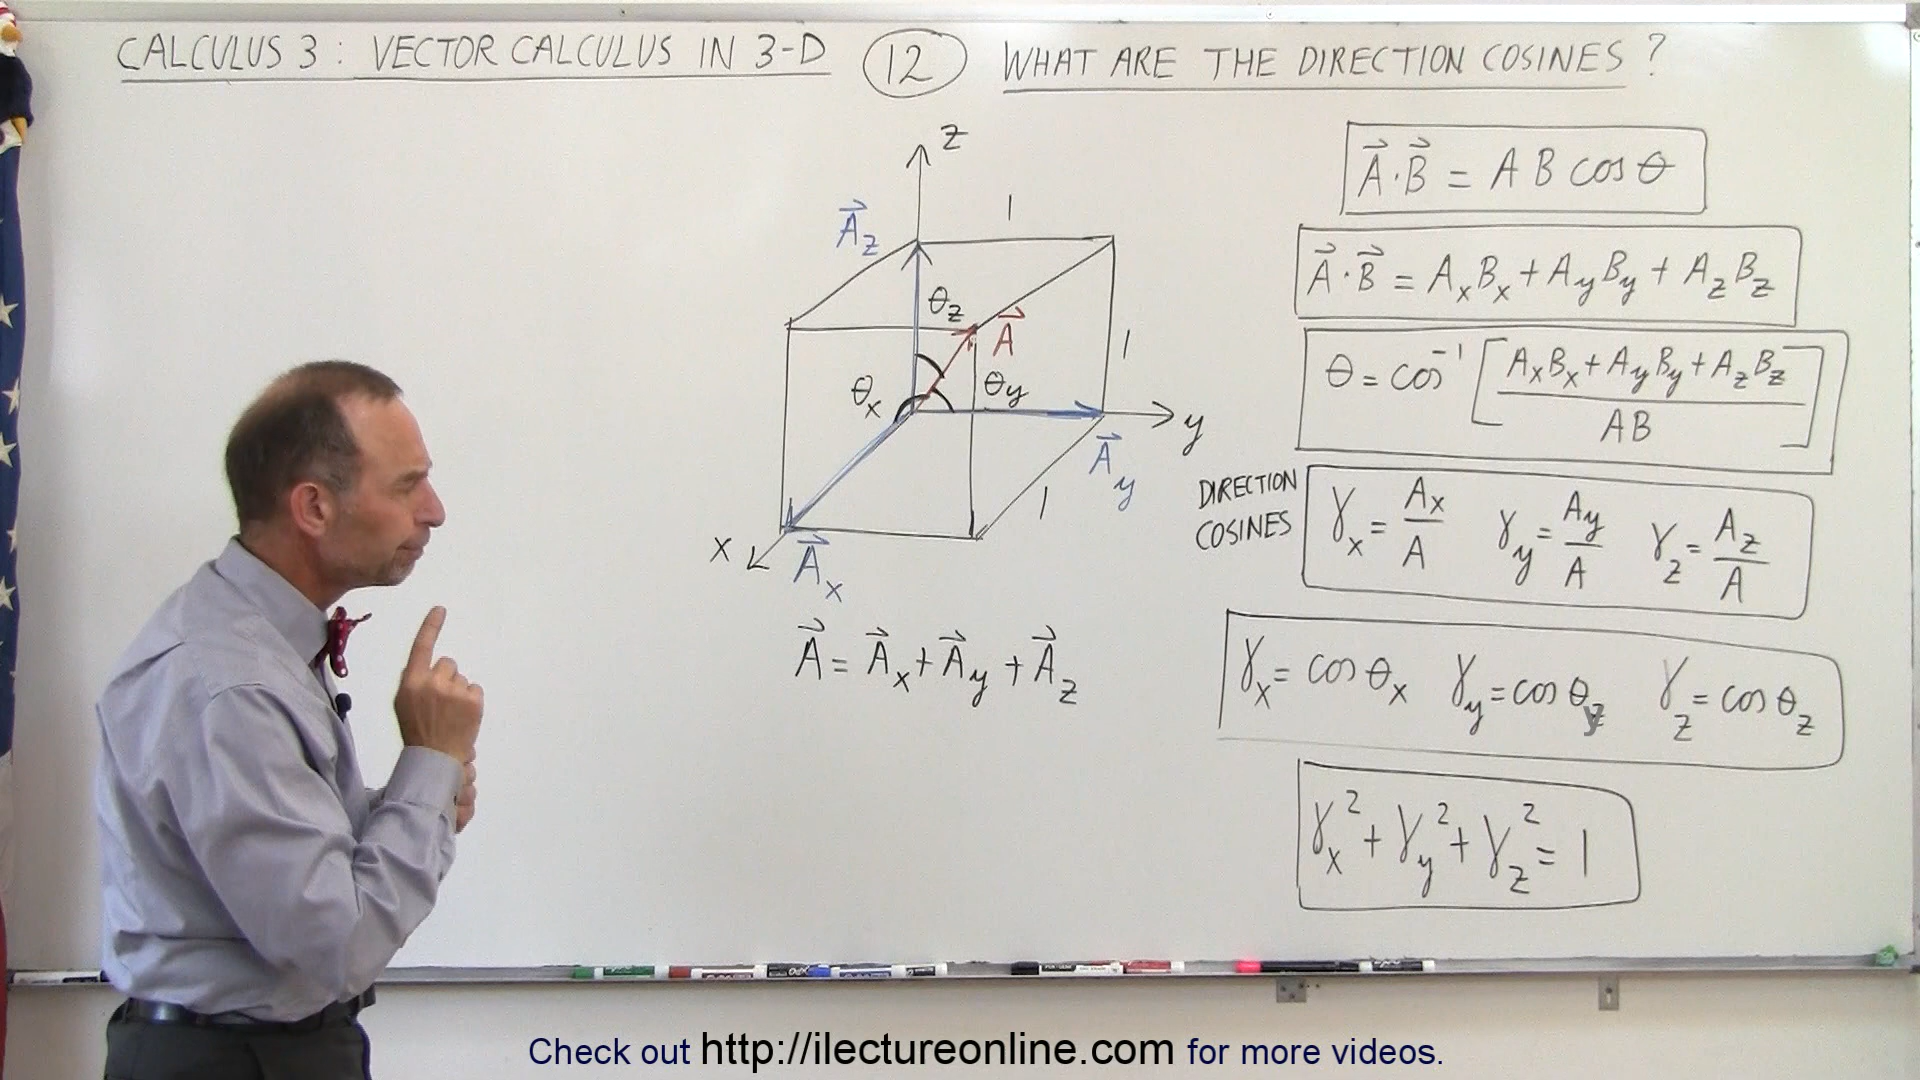 CALCULUS 3 : VECTOR CALCULUS IN 3-D (12) WHAT ARE THE DIRECTION COSINES ?
z
1
A⃗z
θz
A⃗
1
θx
θy
y
A⃗y
1
x
A⃗x
A⃗ = A⃗x + A⃗y + A⃗z
A⃗·B⃗ = A B cos θ
A⃗·B⃗ = AxBx + AyBy + AzBz
θ = cos⁻¹ [ (AxBx + AyBy + AzBz) / AB ]
DIRECTION
COSINES
γx = Ax/A γy = Ay/A γz = Az/A
γx = cos θx γy = cos θy γz = cos θz
γx² + γy² + γz² = 1
Check out http://ilectureonline.com for more videos.